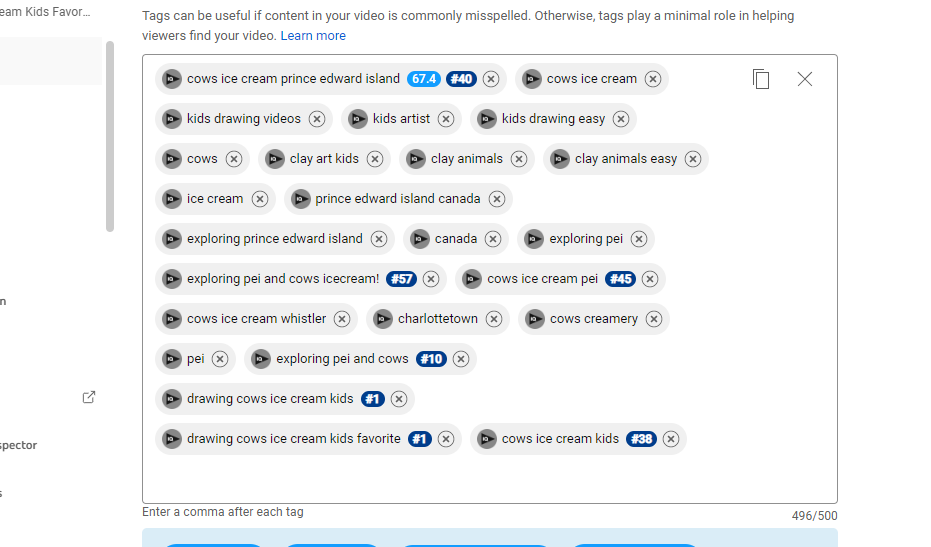 eam Kids Favor...
Tags can be useful if content in your video is commonly misspelled. Otherwise, tags play a minimal role in helping
viewers find your video. Learn more
cows ice cream prince edward island 67.4 #40 cows ice cream
kids drawing videos kids artist kids drawing easy
cows clay art kids clay animals clay animals easy
ice cream prince edward island canada
exploring prince edward island canada exploring pei
exploring pei and cows icecream! #57 cows ice cream pei #45
cows ice cream whistler charlottetown cows creamery
pei exploring pei and cows #10
drawing cows ice cream kids #1
drawing cows ice cream kids favorite #1 cows ice cream kids #38
n
spector
s
Enter a comma after each tag
496/500